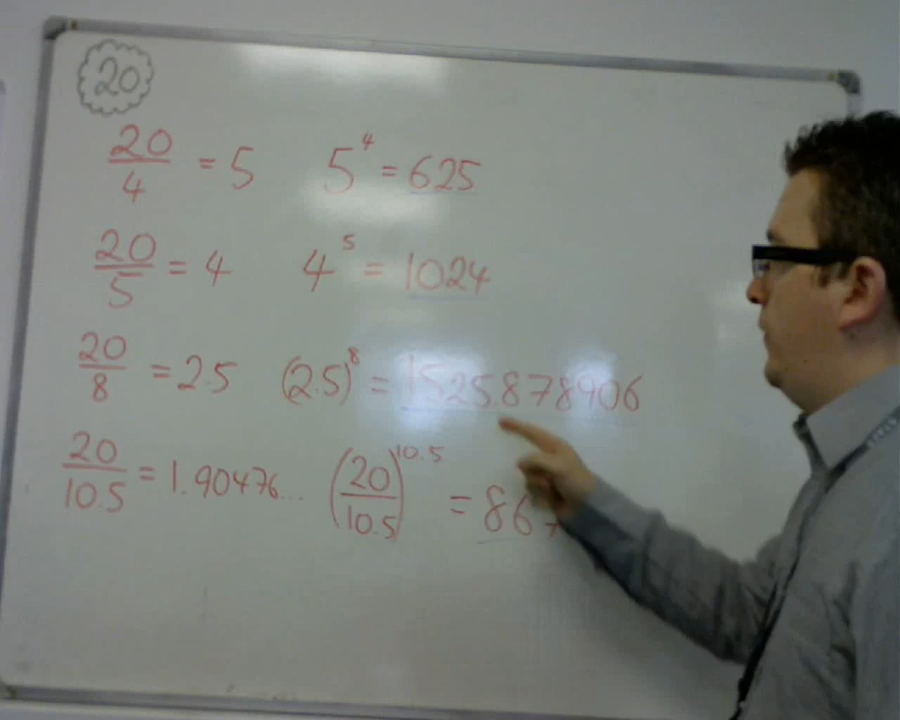 20
20/4 = 5 5^4 = 625
20/5 = 4 4^5 = 1024
20/8 = 2.5 (2.5)^8 = 1525.878906
20/10.5 = 1.90476... (20/10.5)^10.5 = 867